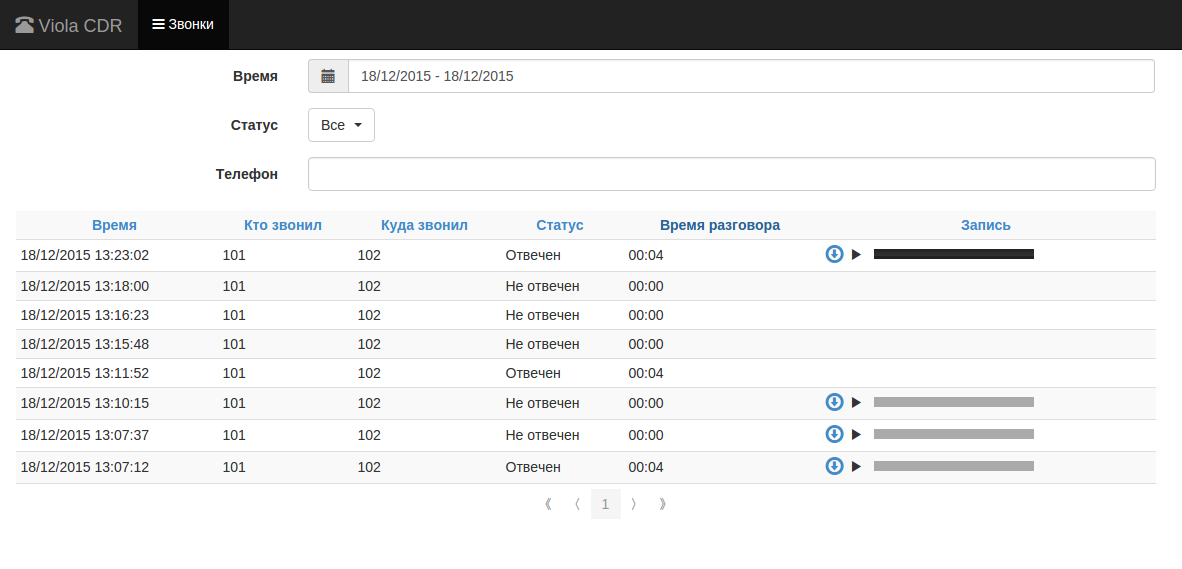 Viola CDR Звонки
Время 18/12/2015 - 18/12/2015
Статус Все
Телефон
Время Кто звонил Куда звонил Статус Время разговора Запись
18/12/2015 13:23:02 101 102 Отвечен 00:04
18/12/2015 13:18:00 101 102 Не отвечен 00:00
18/12/2015 13:16:23 101 102 Не отвечен 00:00
18/12/2015 13:15:48 101 102 Не отвечен 00:00
18/12/2015 13:11:52 101 102 Отвечен 00:04
18/12/2015 13:10:15 101 102 Не отвечен 00:00
18/12/2015 13:07:37 101 102 Не отвечен 00:00
18/12/2015 13:07:12 101 102 Отвечен 00:04
《 〈 1 〉 》